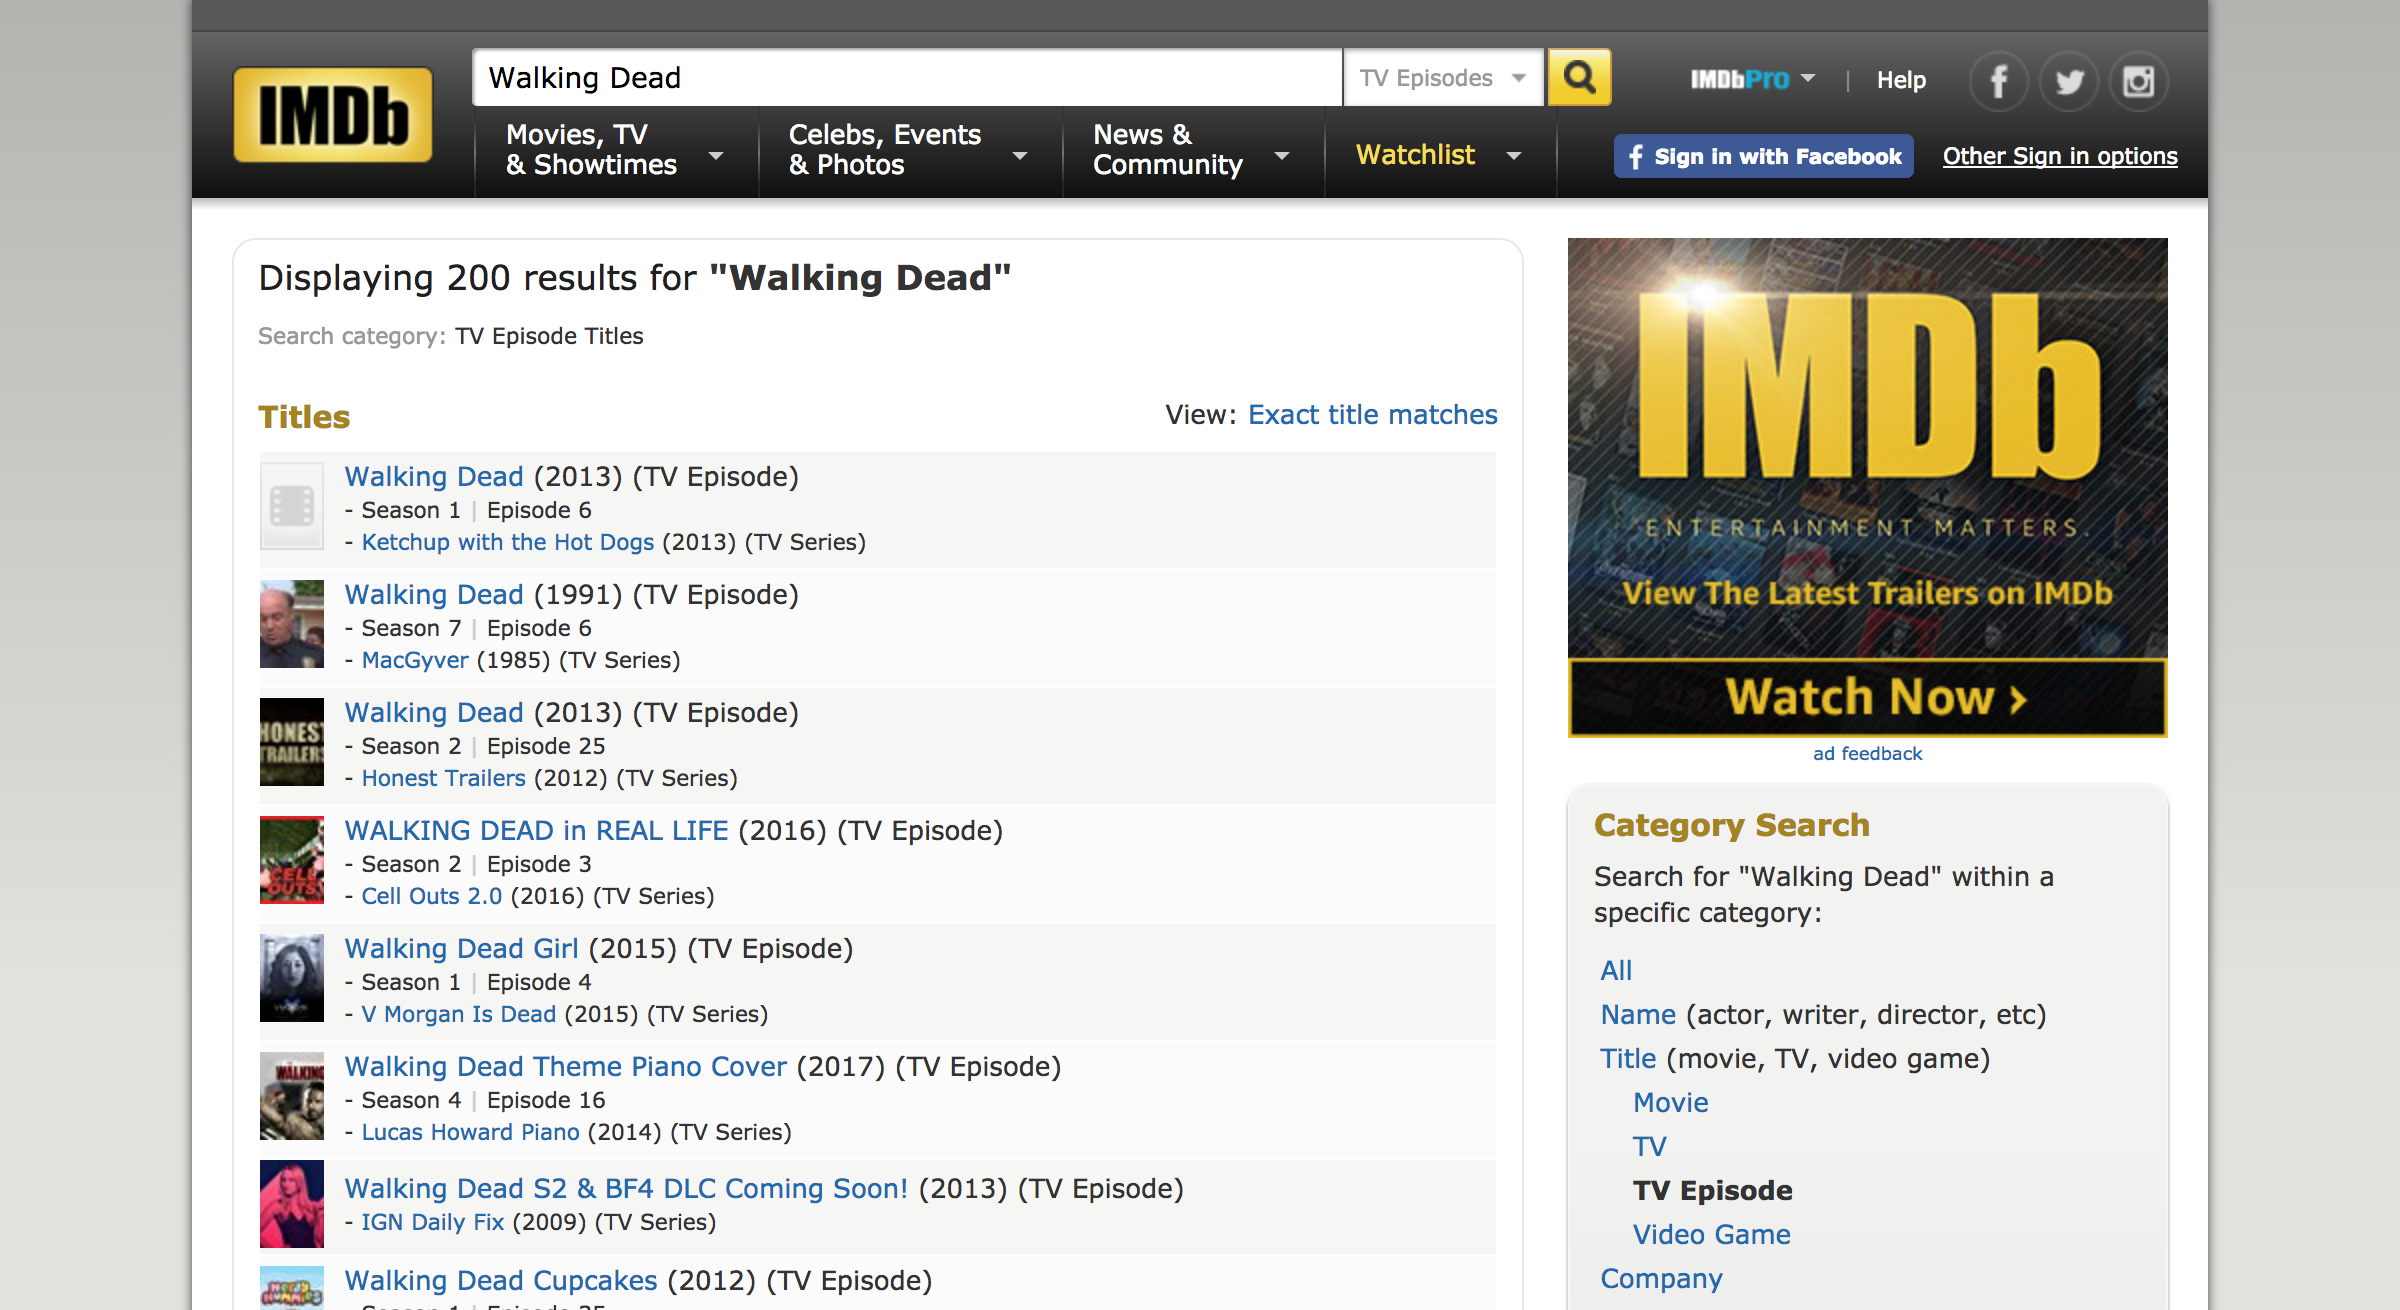 IMDb
Walking Dead
TV Episodes
IMDbPro
|
Help
Movies, TV
& Showtimes
Celebs, Events
& Photos
News &
Community
Watchlist
Sign in with Facebook
Other Sign in options
Displaying 200 results for "Walking Dead"
Search category: TV Episode Titles
Titles
View: Exact title matches
Walking Dead (2013) (TV Episode)
- Season 1 | Episode 6
- Ketchup with the Hot Dogs (2013) (TV Series)
Walking Dead (1991) (TV Episode)
- Season 7 | Episode 6
- MacGyver (1985) (TV Series)
HONEST
TRAILERS
Walking Dead (2013) (TV Episode)
- Season 2 | Episode 25
- Honest Trailers (2012) (TV Series)
CELL
OUTS
WALKING DEAD in REAL LIFE (2016) (TV Episode)
- Season 2 | Episode 3
- Cell Outs 2.0 (2016) (TV Series)
Walking Dead Girl (2015) (TV Episode)
- Season 1 | Episode 4
- V Morgan Is Dead (2015) (TV Series)
WALKING
Walking Dead Theme Piano Cover (2017) (TV Episode)
- Season 4 | Episode 16
- Lucas Howard Piano (2014) (TV Series)
Walking Dead S2 & BF4 DLC Coming Soon! (2013) (TV Episode)
- IGN Daily Fix (2009) (TV Series)
Walking Dead Cupcakes (2012) (TV Episode)
IMDb
ENTERTAINMENT MATTERS.
View The Latest Trailers on IMDb
Watch Now ›
ad feedback
Category Search
Search for "Walking Dead" within a
specific category:
All
Name (actor, writer, director, etc)
Title (movie, TV, video game)
Movie
TV
TV Episode
Video Game
Company